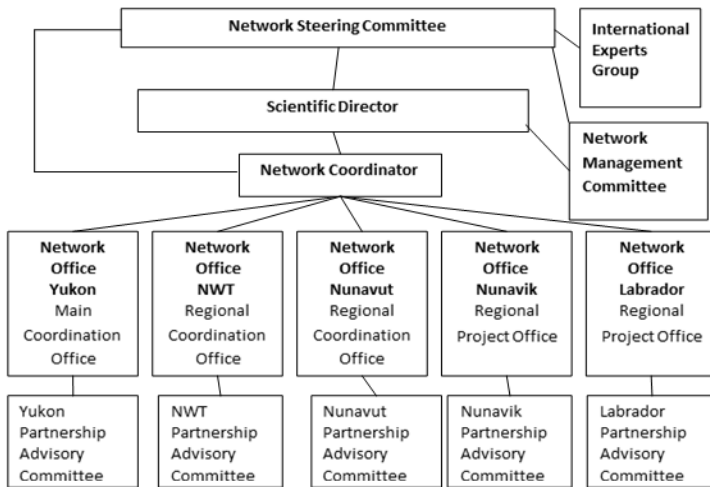 Network Steering Committee
International
Experts
Group
Scientific Director
Network
Management
Committee
Network Coordinator
Network
Office
Yukon
Main
Coordination
Office
Network
Office
NWT
Regional
Coordination
Office
Network
Office
Nunavut
Regional
Coordination
Office
Network
Office
Nunavik
Regional
Project Office
Network
Office
Labrador
Regional
Project Office
Yukon
Partnership
Advisory
Committee
NWT
Partnership
Advisory
Committee
Nunavut
Partnership
Advisory
Committee
Nunavik
Partnership
Advisory
Committee
Labrador
Partnership
Advisory
Committee